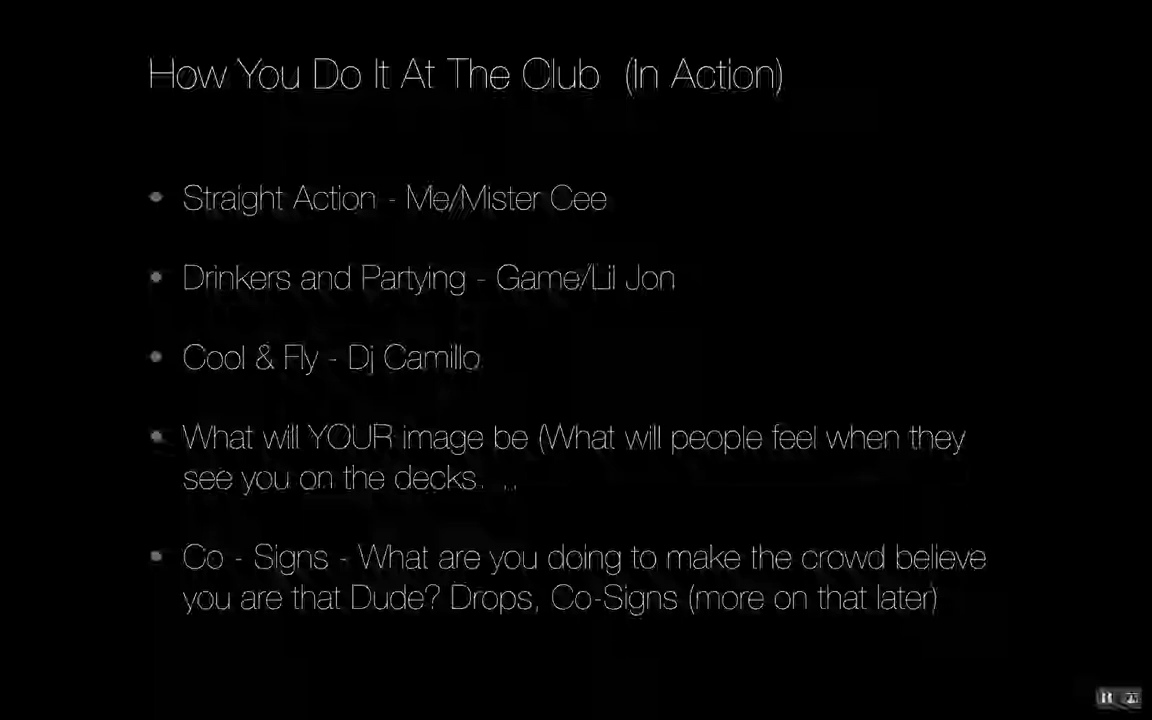 How You Do It At The Club (In Action)
• Straight Action - Me/Mister Cee
• Drinkers and Partying - Game/Lil Jon
• Cool & Fly - Dj Camillo
• What will YOUR image be (What will people feel when they
see you on the decks. ...
• Co - Signs - What are you doing to make the crowd believe
you are that Dude? Drops, Co-Signs (more on that later)